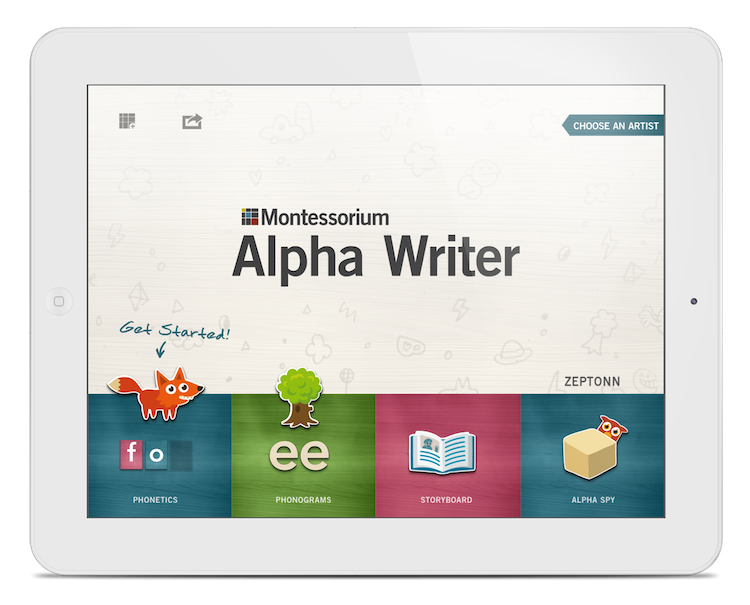 CHOOSE AN ARTIST
Montessorium
Alpha Writer
Get Started!
ZEPTONN
f o
ee
PHONETICS
PHONOGRAMS
STORYBOARD
ALPHA SPY